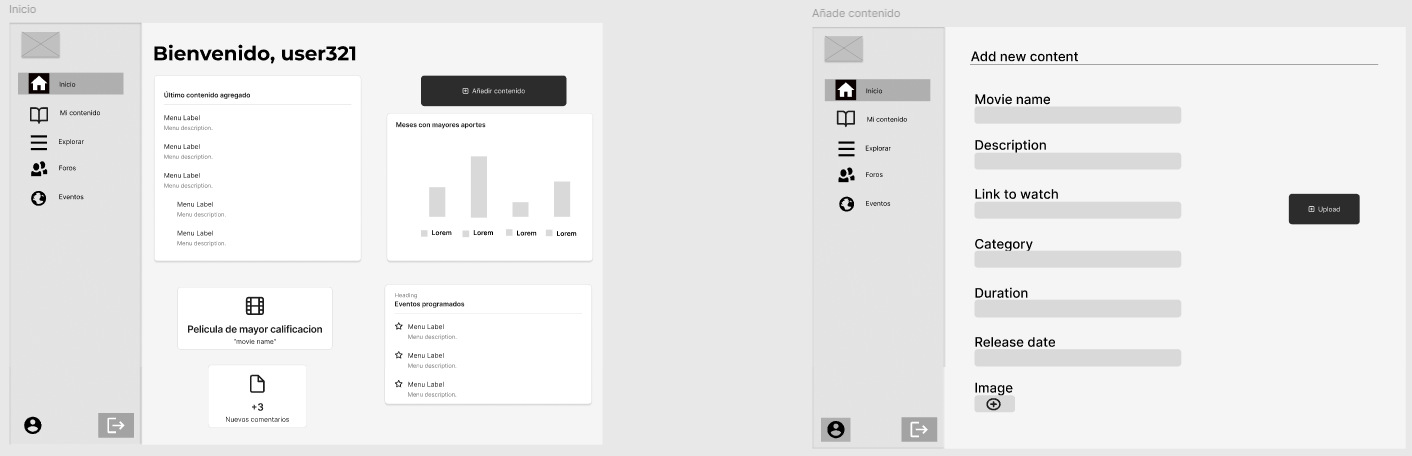 Inicio
Inicio
Mi contenido
Explorar
Foros
Eventos
Bienvenido, user321
Último contenido agregado
Menu Label
Menu description.
Menu Label
Menu description.
Menu Label
Menu description.
Menu Label
Menu description.
Menu Label
Menu description.
Añadir contenido
Meses con mayores aportes
Lorem
Lorem
Lorem
Lorem
Pelicula de mayor calificacion
"movie name"
+3
Nuevos comentarios
Heading
Eventos programados
Menu Label
Menu description.
Menu Label
Menu description.
Menu Label
Menu description.
Añade contenido
Inicio
Mi contenido
Explorar
Foros
Eventos
Add new content
Movie name
Description
Link to watch
Category
Duration
Release date
Image
Upload